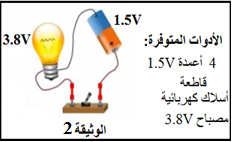 1.5V
3.8V
الأدوات المتوفرة:
4 أعمدة 1.5V
قاطعة
أسلاك كهربائية
مصباح 3.8V
الوثيقة 2